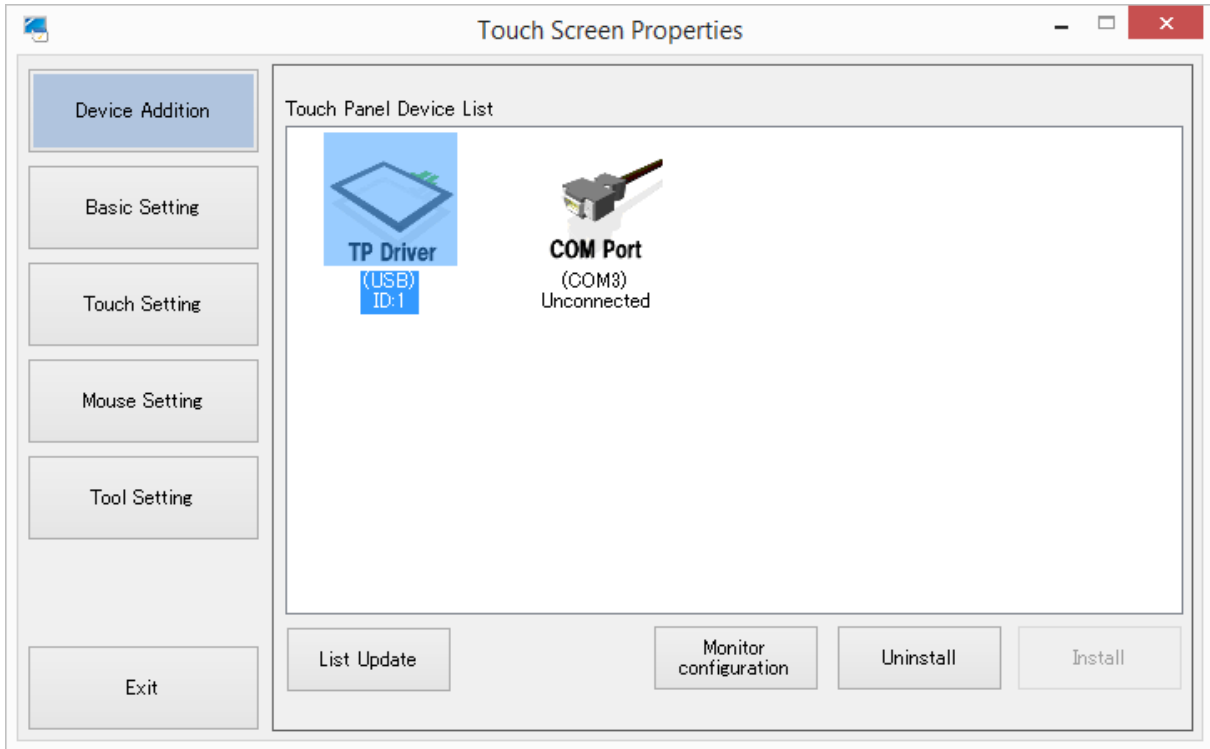 Touch Screen Properties
Device Addition
Basic Setting
Touch Setting
Mouse Setting
Tool Setting
Exit
Touch Panel Device List
TP Driver
(USB)
ID:1
COM Port
(COM3)
Unconnected
List Update
Monitor
configuration
Uninstall
Install